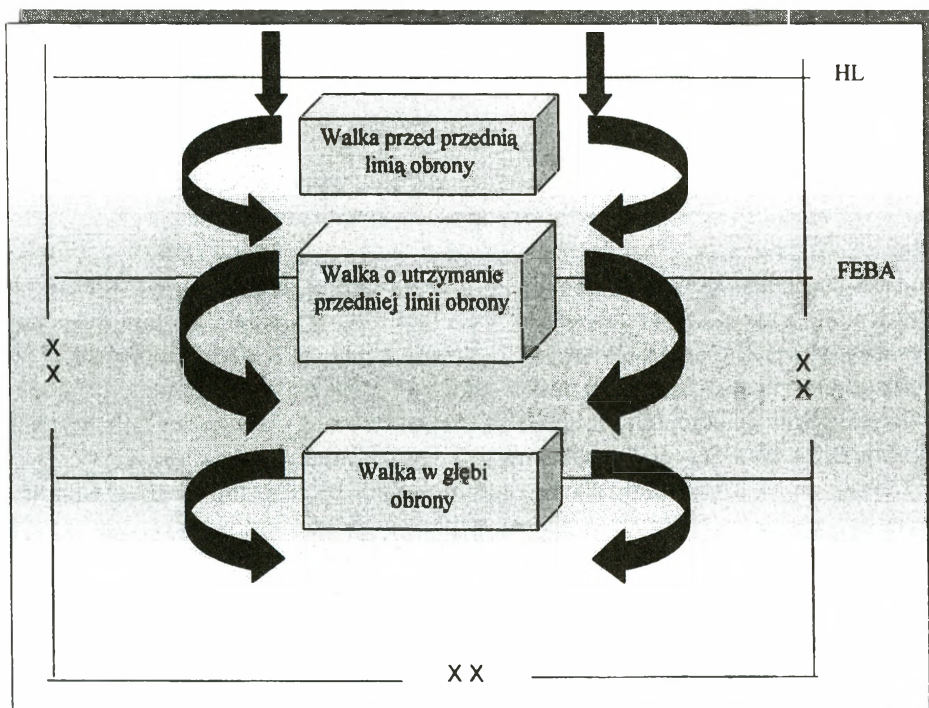 HL
Walka przed przednią
linią obrony
FEBA
Walka o utrzymanie
przedniej linii obrony
X
X
X
X
Walka w głębi
obrony
X X